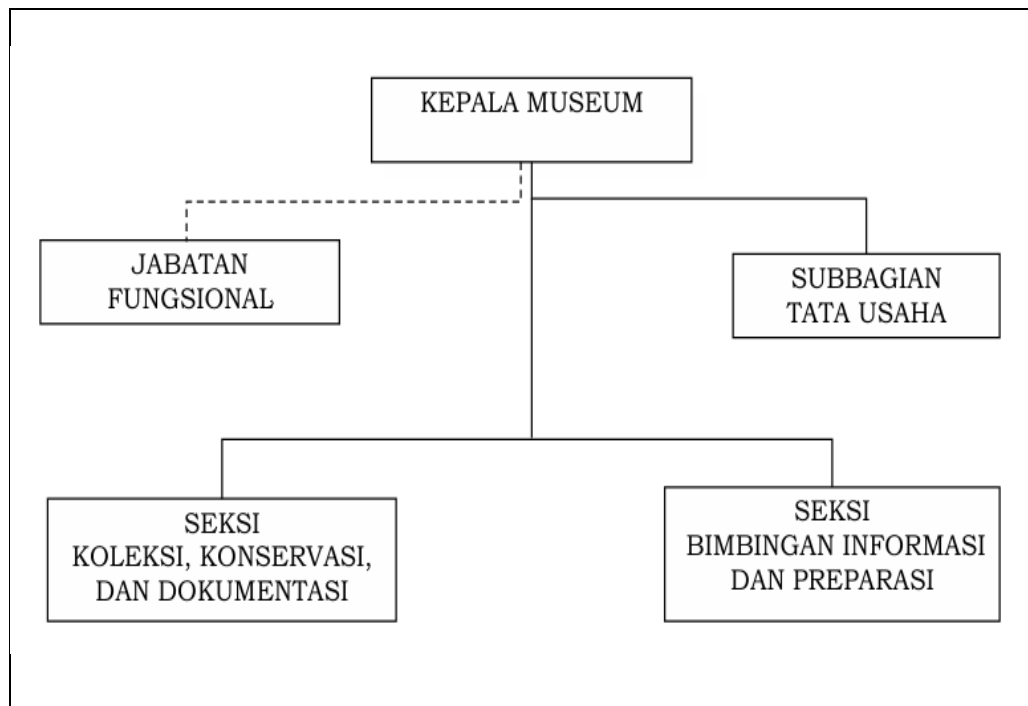 KEPALA MUSEUM
JABATAN
FUNGSIONAL
SUBBAGIAN
TATA USAHA
SEKSI
KOLEKSI, KONSERVASI,
DAN DOKUMENTASI
SEKSI
BIMBINGAN INFORMASI
DAN PREPARASI